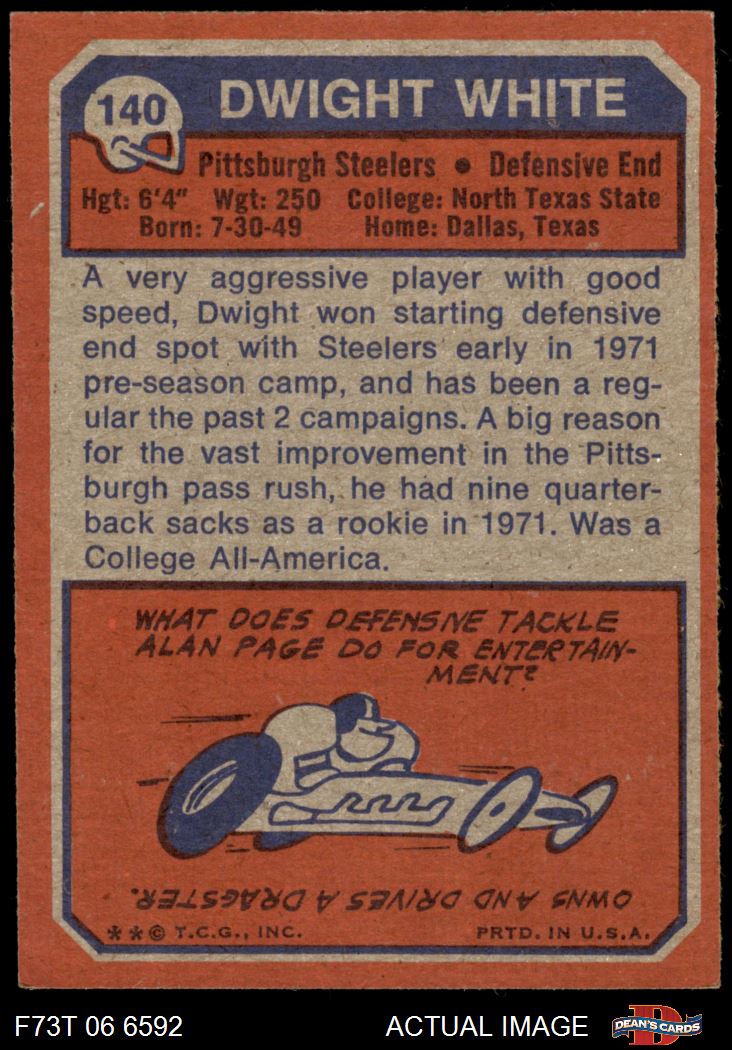 140
DWIGHT WHITE
Pittsburgh Steelers • Defensive End
Hgt: 6'4" Wgt: 250 College: North Texas State
Born: 7-30-49 Home: Dallas, Texas
A very aggressive player with good
speed, Dwight won starting defensive
end spot with Steelers early in 1971
pre-season camp, and has been a reg-
ular the past 2 campaigns. A big reason
for the vast improvement in the Pitts-
burgh pass rush, he had nine quarter-
back sacks as a rookie in 1971. Was a
College All-America.
WHAT DOES DEFENSIVE TACKLE
ALAN PAGE DO FOR ENTERTAIN-
MENT?
OWNS AND DRIVES A DRAGSTER.
**© T.C.G., INC. PRTD. IN U.S.A.
F73T 06 6592 ACTUAL IMAGE
D
DEAN'S CARDS